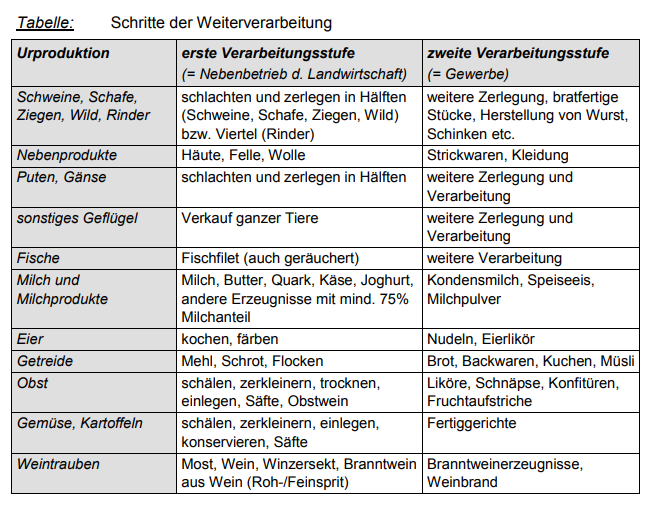 Tabelle: Schritte der Weiterverarbeitung
Urproduktion erste Verarbeitungsstufe zweite Verarbeitungsstufe
(= Nebenbetrieb d. Landwirtschaft) (= Gewerbe)
Schweine, Schafe, schlachten und zerlegen in Hälften weitere Zerlegung, bratfertige
Ziegen, Wild, Rinder (Schweine, Schafe, Ziegen, Wild) Stücke, Herstellung von Wurst,
bzw. Viertel (Rinder) Schinken etc.
Nebenprodukte Häute, Felle, Wolle Strickwaren, Kleidung
Puten, Gänse schlachten und zerlegen in Hälften weitere Zerlegung und
Verarbeitung
sonstiges Geflügel Verkauf ganzer Tiere weitere Zerlegung und
Verarbeitung
Fische Fischfilet (auch geräuchert) weitere Verarbeitung
Milch und Milch, Butter, Quark, Käse, Joghurt, Kondensmilch, Speiseeis,
Milchprodukte andere Erzeugnisse mit mind. 75% Milchpulver
Milchanteil
Eier kochen, färben Nudeln, Eierlikör
Getreide Mehl, Schrot, Flocken Brot, Backwaren, Kuchen, Müsli
Obst schälen, zerkleinern, trocknen, Liköre, Schnäpse, Konfitüren,
einlegen, Säfte, Obstwein Fruchtaufstriche
Gemüse, Kartoffeln schälen, zerkleinern, einlegen, Fertiggerichte
konservieren, Säfte
Weintrauben Most, Wein, Winzersekt, Branntwein Branntweinerzeugnisse,
aus Wein (Roh-/Feinsprit) Weinbrand